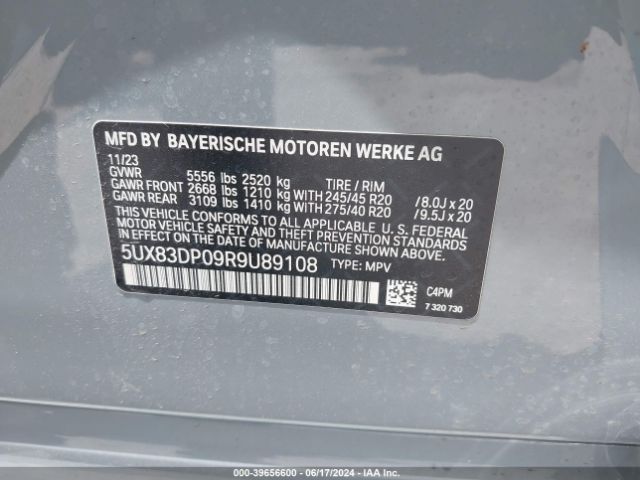 MFD BY BAYERISCHE MOTOREN WERKE AG
11/23
GVWR 5556 lbs 2520 kg TIRE / RIM
GAWR FRONT 2668 lbs 1210 kg WITH 245/45 R20 /8.0J x 20
GAWR REAR 3109 lbs 1410 kg WITH 275/40 R20 /9.5J x 20
THIS VEHICLE CONFORMS TO ALL APPLICABLE U. S. FEDERAL
MOTOR VEHICLE SAFETY, BUMPER, AND THEFT PREVENTION
STANDARDS IN EFFECT ON THE DATE OF MANUFACTURE SHOWN ABOVE.
5UX83DP09R9U89108 TYPE: MPV
C4PM
7 320 730
000-39656600 - 06/17/2024 - IAA Inc.